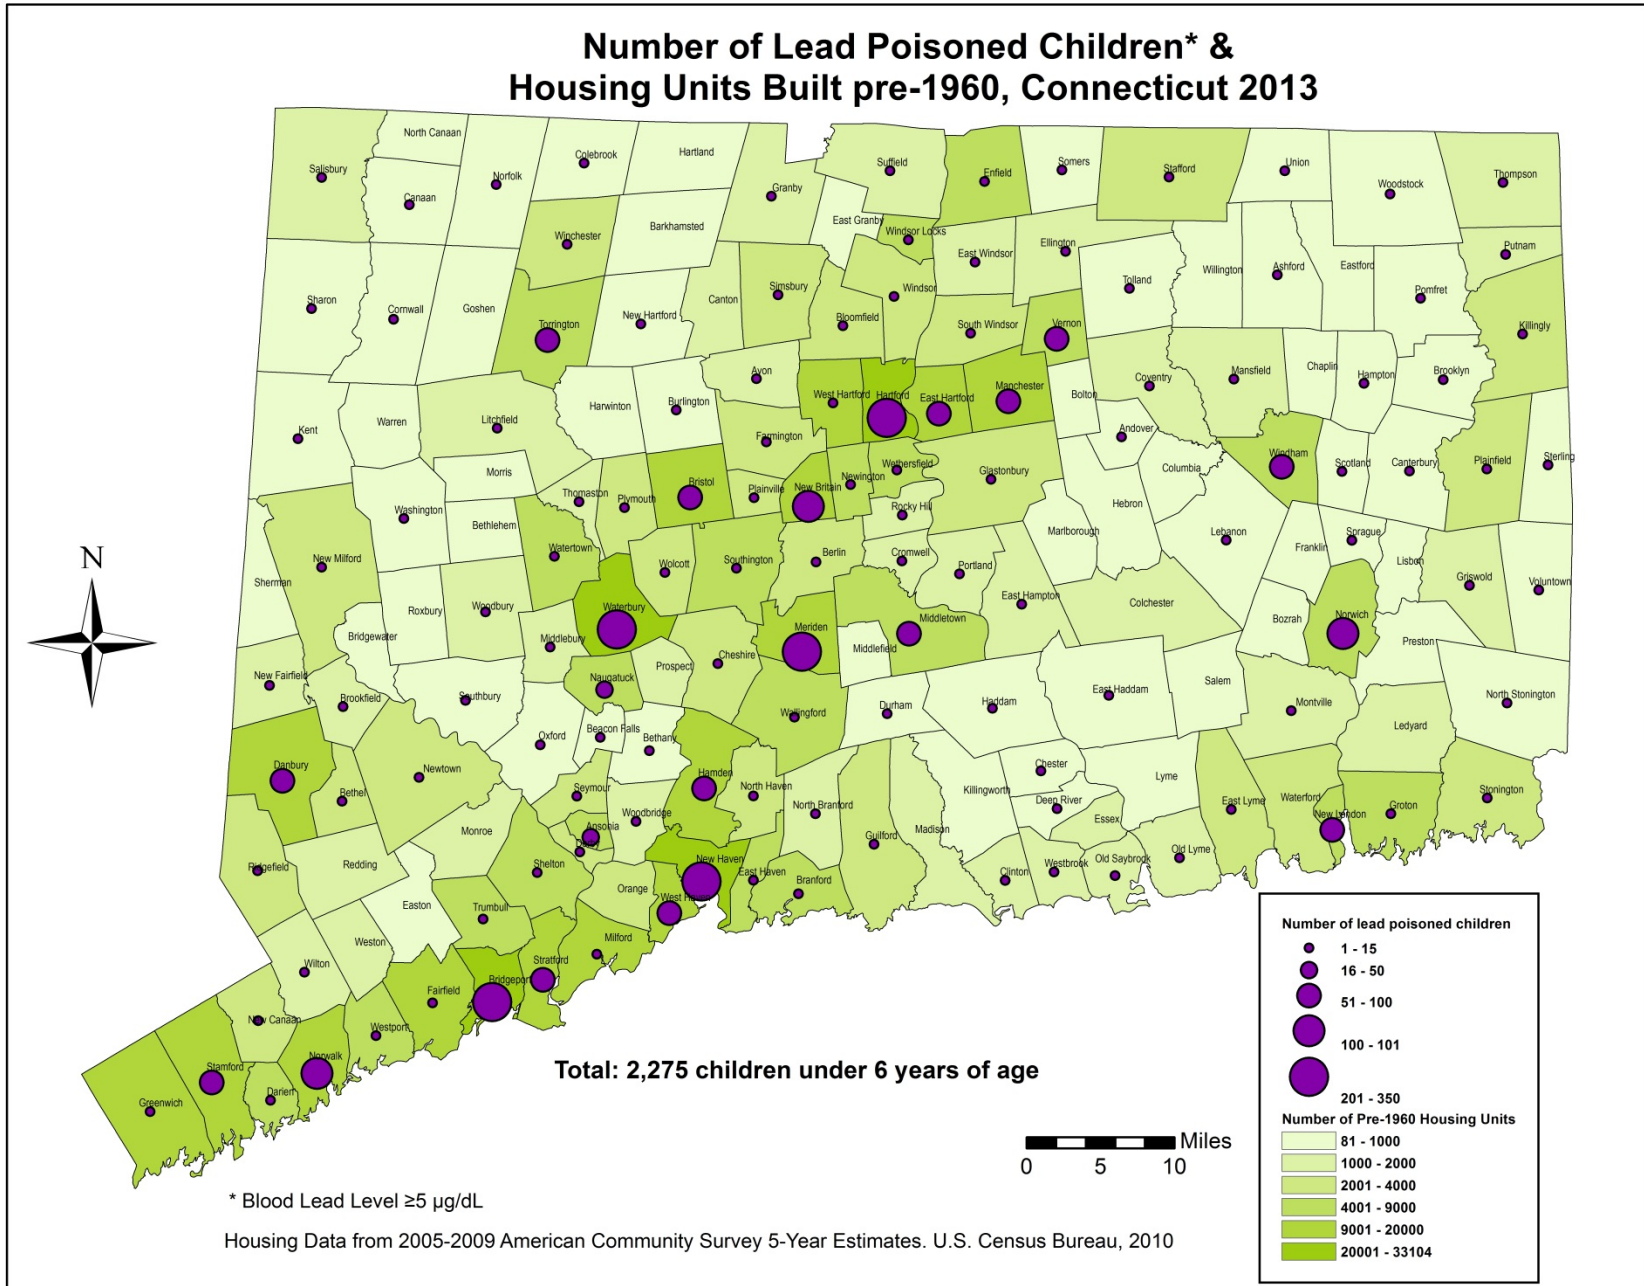 Number of Lead Poisoned Children* &
Housing Units Built pre-1960, Connecticut 2013
North Canaan
Colebrook
Hartland
Suffield
Enfield
Somers
Stafford
Union
Woodstock
Thompson
Salisbury
Norfolk
Granby
Canaan
Barkhamsted
East Granby
Windsor Locks
Winchester
East Windsor
Ellington
Putnam
Tolland
Willington
Ashford
Eastford
Pomfret
Sharon
Cornwall
Goshen
Torrington
New Hartford
Canton
Simsbury
Windsor
Bloomfield
South Windsor
Vernon
Killingly
Kent
Warren
Litchfield
Harwinton
Burlington
Avon
West Hartford
Hartford
East Hartford
Manchester
Bolton
Coventry
Mansfield
Chaplin
Hampton
Brooklyn
Farmington
Andover
Wethersfield
Newington
Glastonbury
Columbia
Windham
Scotland
Canterbury
Plainfield
Sterling
Morris
Washington
Bethlehem
Thomaston
Plymouth
Bristol
Plainville
New Britain
Rocky Hill
Hebron
Marlborough
Lebanon
Franklin
Sprague
Lisbon
New Milford
Sherman
Watertown
Wolcott
Southington
Berlin
Cromwell
Portland
East Hampton
Colchester
Griswold
Voluntown
N
Roxbury
Woodbury
Bridgewater
Waterbury
Middlebury
Meriden
Middletown
Middlefield
Bozrah
Norwich
Preston
New Fairfield
Brookfield
Southbury
Naugatuck
Prospect
Cheshire
Wallingford
Durham
Haddam
East Haddam
Salem
Montville
Ledyard
North Stonington
Danbury
Bethel
Newtown
Oxford
Beacon Falls
Bethany
Hamden
North Haven
North Branford
Killingworth
Chester
Deep River
Lyme
Essex
East Lyme
Waterford
New London
Groton
Stonington
Seymour
Woodbridge
Ansonia
Derby
Monroe
Guilford
Madison
Clinton
Westbrook
Old Saybrook
Old Lyme
Ridgefield
Redding
Shelton
Orange
New Haven
East Haven
Branford
West Haven
Easton
Trumbull
Milford
Wilton
Weston
Fairfield
Bridgeport
Stratford
New Canaan
Westport
Stamford
Norwalk
Darien
Greenwich
Total: 2,275 children under 6 years of age
Miles
0 5 10
* Blood Lead Level ≥5 µg/dL
Housing Data from 2005-2009 American Community Survey 5-Year Estimates. U.S. Census Bureau, 2010
Number of lead poisoned children
1 - 15
16 - 50
51 - 100
100 - 101
201 - 350
Number of Pre-1960 Housing Units
81 - 1000
1000 - 2000
2001 - 4000
4001 - 9000
9001 - 20000
20001 - 33104